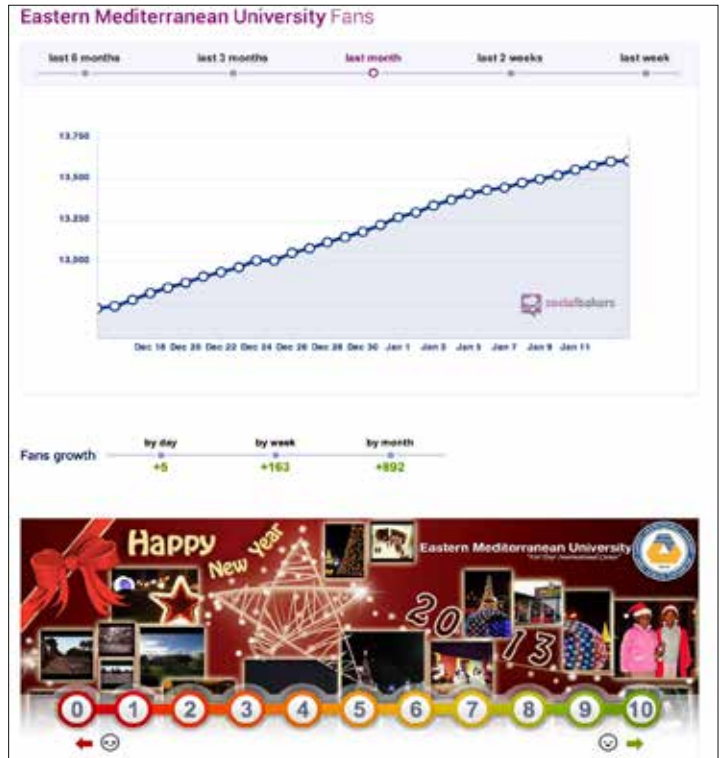 Eastern Mediterranean University Fans
last 6 months last 3 months last month last 2 weeks last week
13,750
13,500
13,250
13,000
socialbakers
Dec 18 Dec 20 Dec 22 Dec 24 Dec 26 Dec 28 Dec 30 Jan 1 Jan 3 Jan 5 Jan 7 Jan 9 Jan 11
by day by week by month
Fans growth
+5 +163 +892
Happy
New Year
Eastern Mediterranean University
2013
0 1 2 3 4 5 6 7 8 9 10